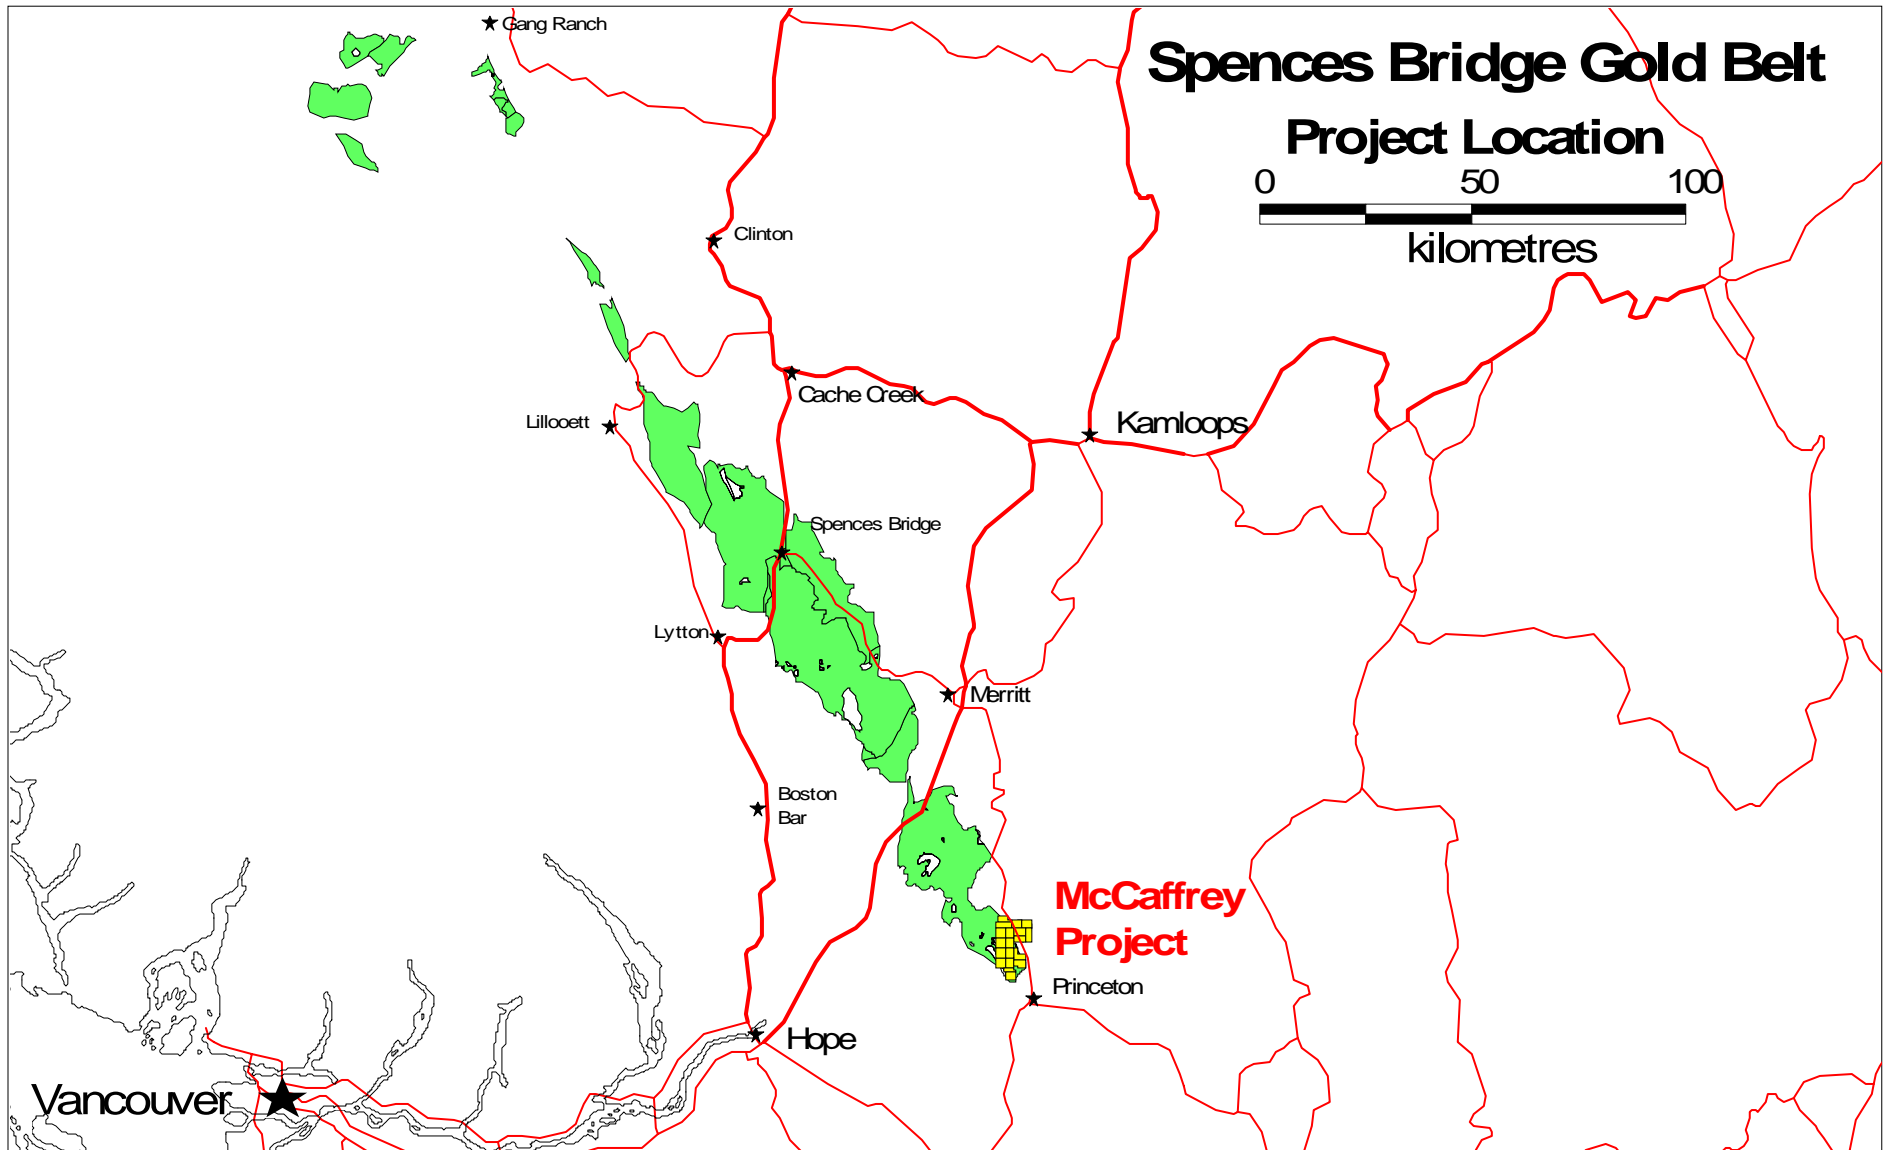 Gang Ranch
Spences Bridge Gold Belt
Project Location
0 50 100
kilometres
Clinton
Cache Creek
Lillooett
Kamloops
Spences Bridge
Lytton
Merritt
Boston
Bar
McCaffrey
Project
Princeton
Hope
Vancouver